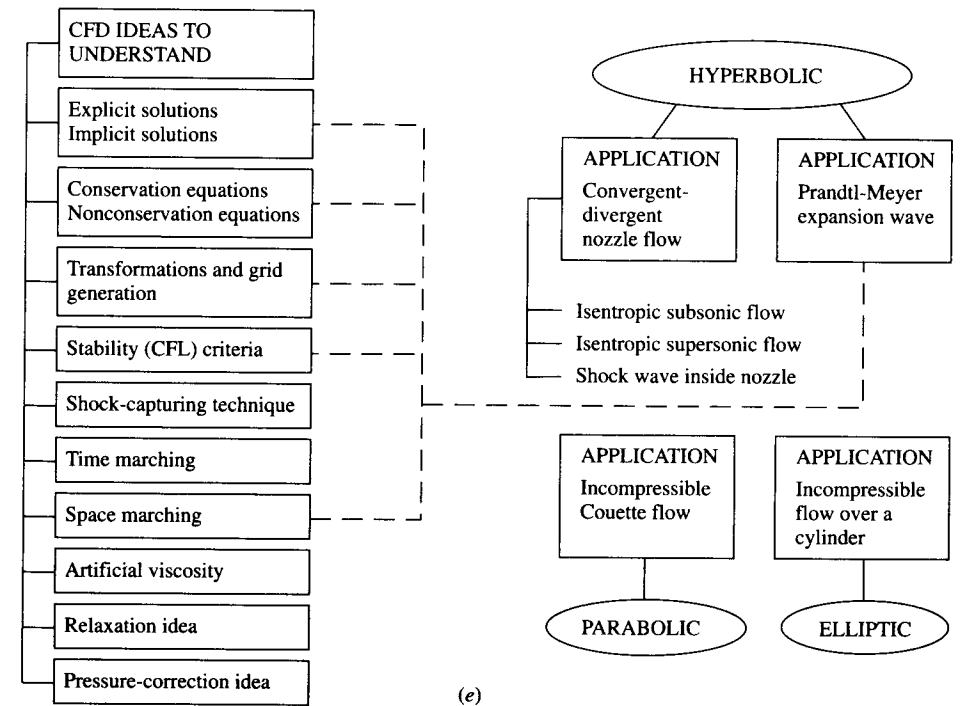 CFD IDEAS TO
UNDERSTAND
Explicit solutions
Implicit solutions
Conservation equations
Nonconservation equations
Transformations and grid
generation
Stability (CFL) criteria
Shock-capturing technique
Time marching
Space marching
Artificial viscosity
Relaxation idea
Pressure-correction idea
HYPERBOLIC
APPLICATION
Convergent-
divergent
nozzle flow
APPLICATION
Prandtl-Meyer
expansion wave
Isentropic subsonic flow
Isentropic supersonic flow
Shock wave inside nozzle
APPLICATION
Incompressible
Couette flow
APPLICATION
Incompressible
flow over a
cylinder
PARABOLIC
ELLIPTIC
(e)